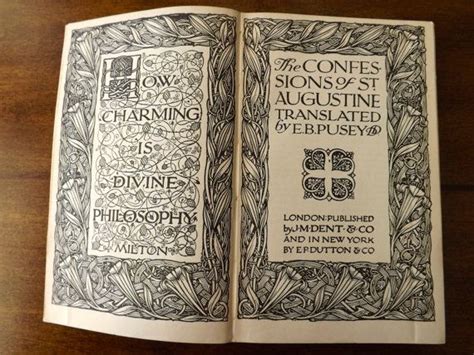 HOW
CHARMING
IS
DIVINE
PHILOSOPHY
MILTON
The CONFES
SIONS of ST
AUGUSTINE
TRANSLATED
by E.B.PUSEY·DD
LONDON:PUBLISHED
by J·M·DENT·&·CO
AND IN NEW YORK
BY E·P·DUTTON & CO